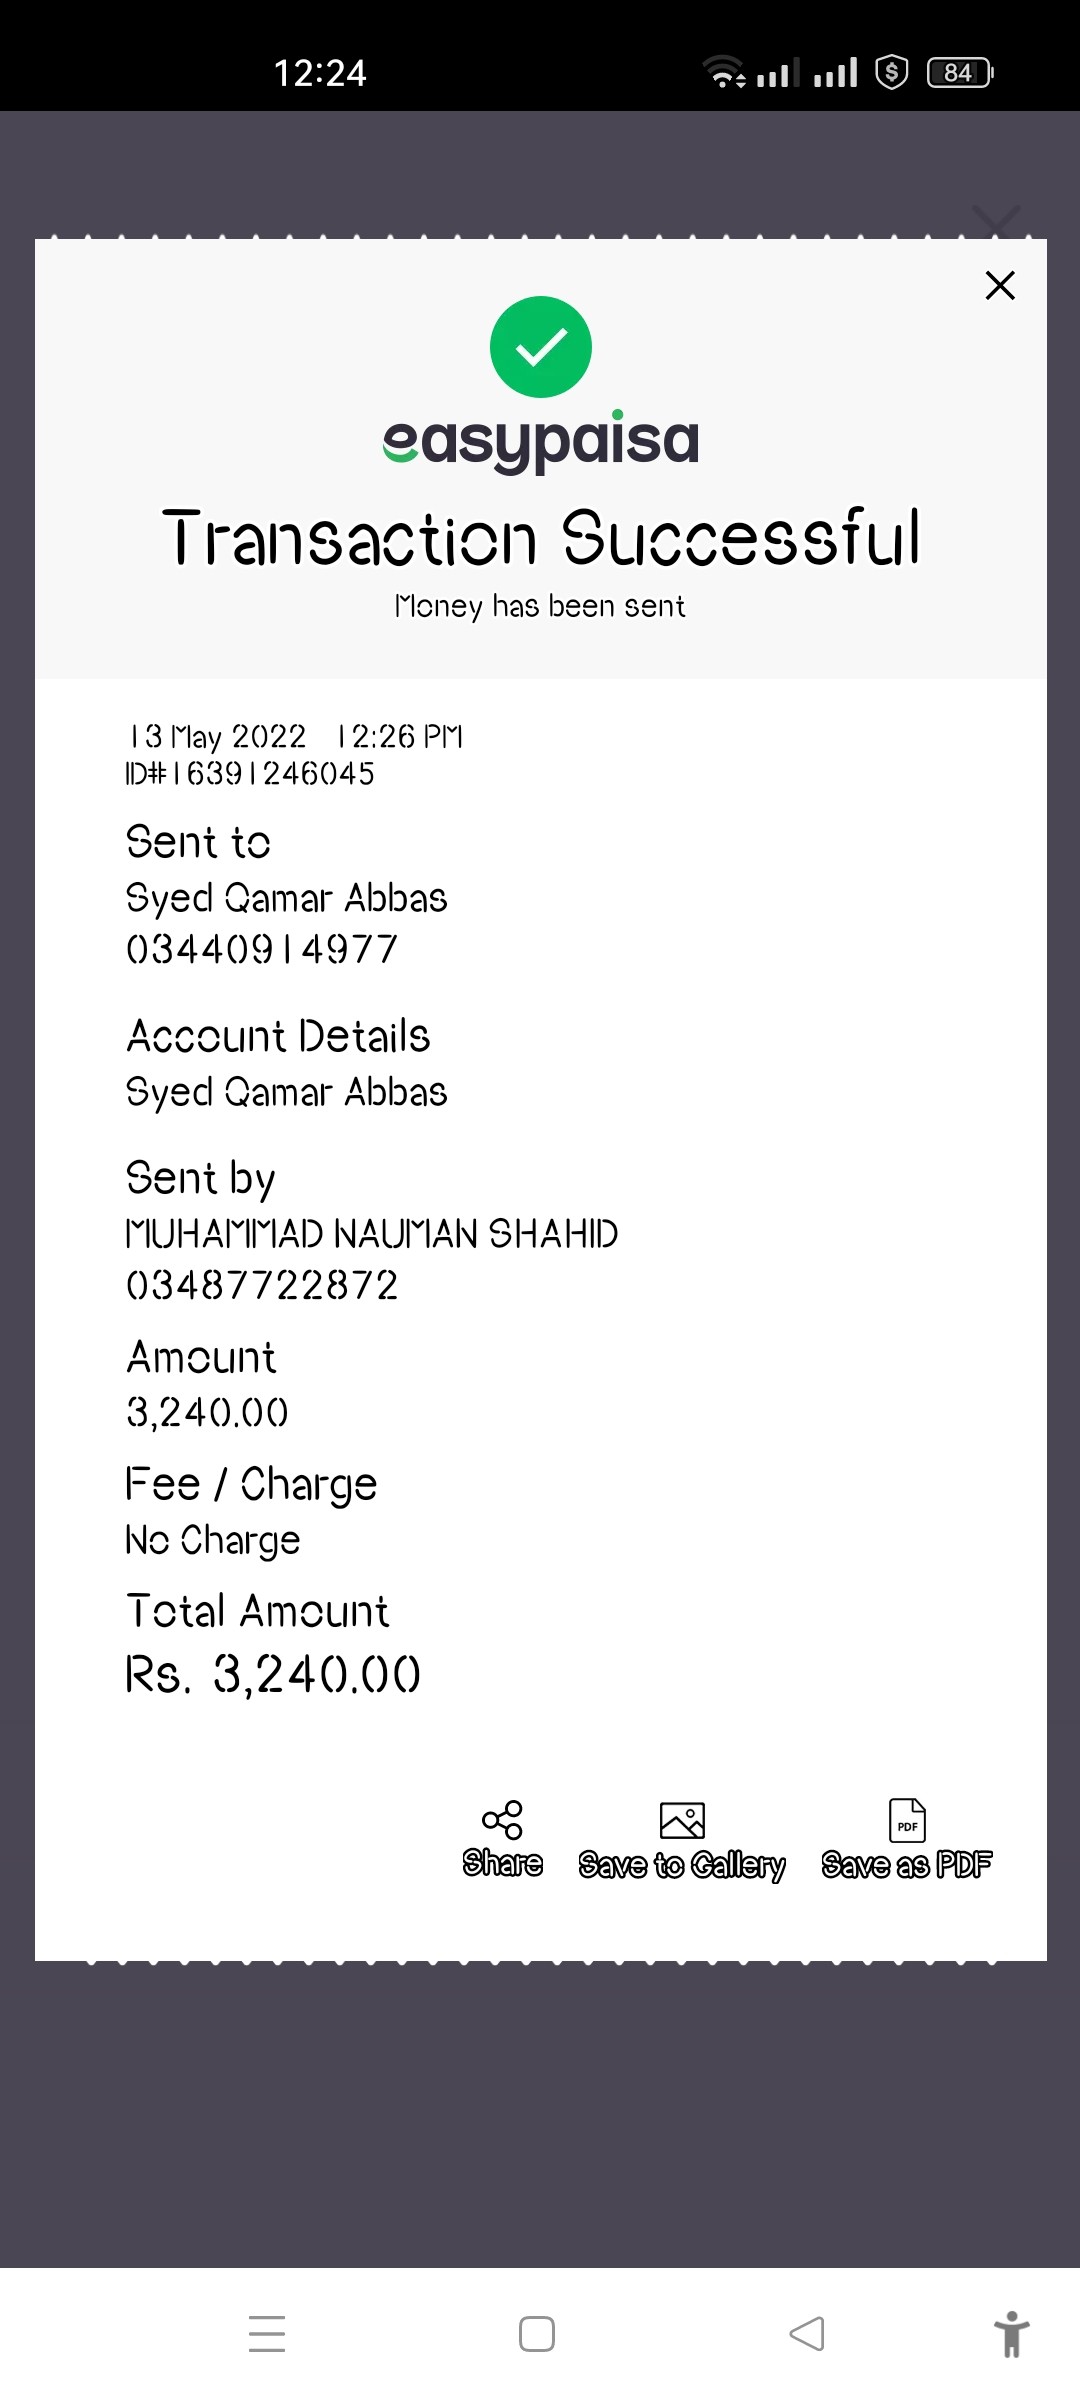 12:24
84
easypaisa
Transaction Successful
Money has been sent
13 May 2022 12:26 PM
ID#16391246045
Sent to
Syed Qamar Abbas
03440914977
Account Details
Syed Qamar Abbas
Sent by
MUHAMMAD NAUMAN SHAHID
03487722872
Amount
3,240.00
Fee / Charge
No Charge
Total Amount
Rs. 3,240.00
PDF
Share Save to Gallery Save as PDF